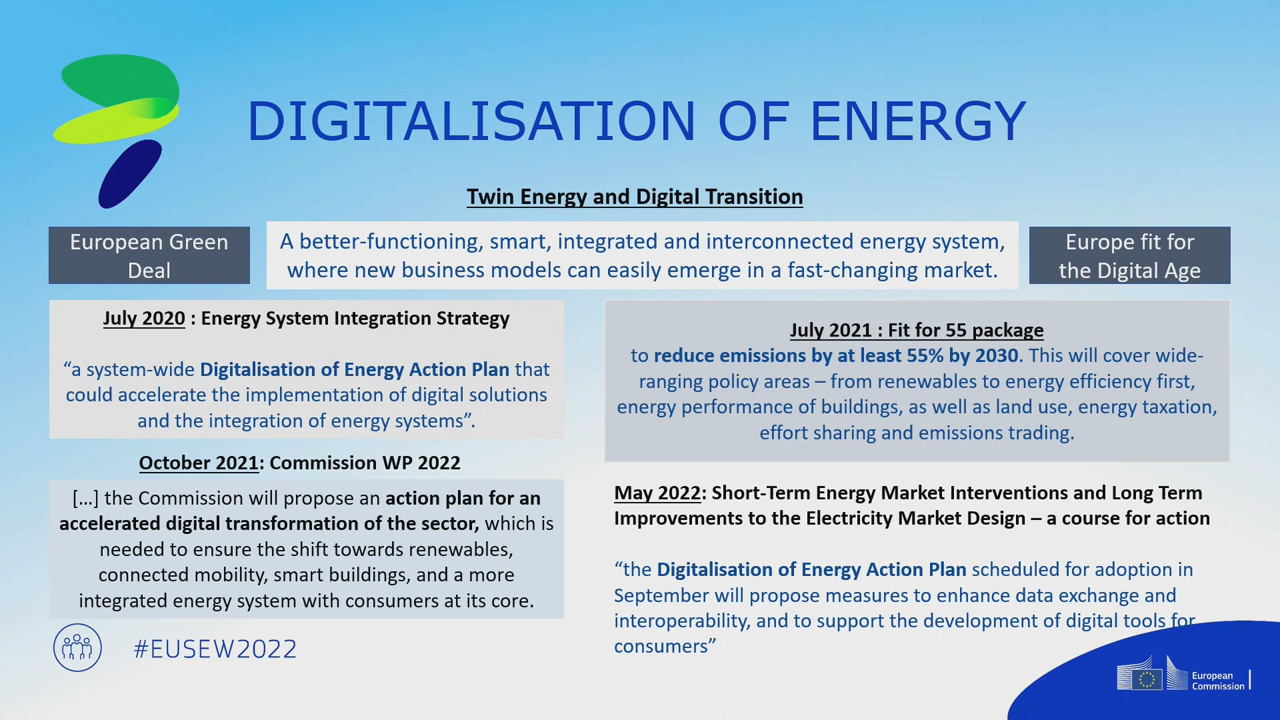 DIGITALISATION OF ENERGY
Twin Energy and Digital Transition
European Green
Deal
A better-functioning, smart, integrated and interconnected energy system,
where new business models can easily emerge in a fast-changing market.
Europe fit for
the Digital Age
July 2020 : Energy System Integration Strategy
“a system-wide Digitalisation of Energy Action Plan that
could accelerate the implementation of digital solutions
and the integration of energy systems”.
October 2021: Commission WP 2022
[…] the Commission will propose an action plan for an
accelerated digital transformation of the sector, which is
needed to ensure the shift towards renewables,
connected mobility, smart buildings, and a more
integrated energy system with consumers at its core.
July 2021 : Fit for 55 package
to reduce emissions by at least 55% by 2030. This will cover wide-
ranging policy areas – from renewables to energy efficiency first,
energy performance of buildings, as well as land use, energy taxation,
effort sharing and emissions trading.
May 2022: Short-Term Energy Market Interventions and Long Term
Improvements to the Electricity Market Design – a course for action
“the Digitalisation of Energy Action Plan scheduled for adoption in
September will propose measures to enhance data exchange and
interoperability, and to support the development of digital tools for
consumers”
#EUSEW2022
European
Commission